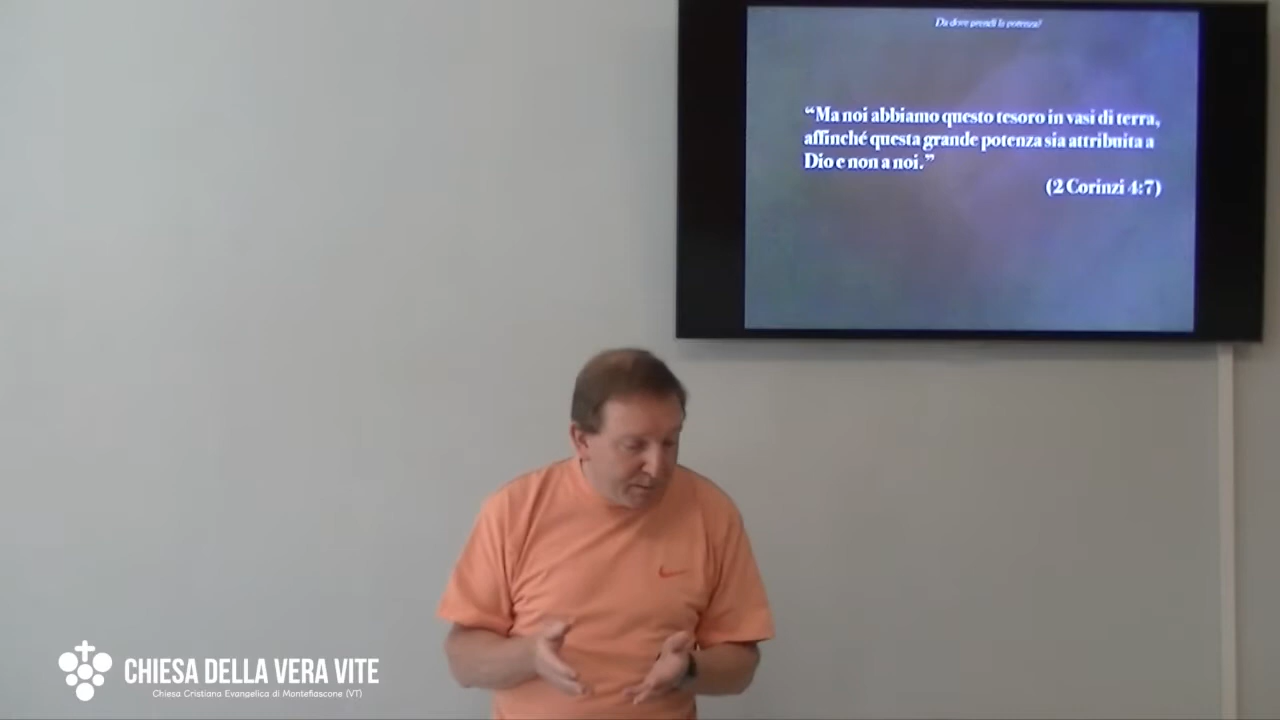 Da dove prendi la potenza?
“Ma noi abbiamo questo tesoro in vasi di terra,
affinché questa grande potenza sia attribuita a
Dio e non a noi.”
(2 Corinzi 4:7)
CHIESA DELLA VERA VITE
Chiesa Cristiana Evangelica di Montefiascone (VT)